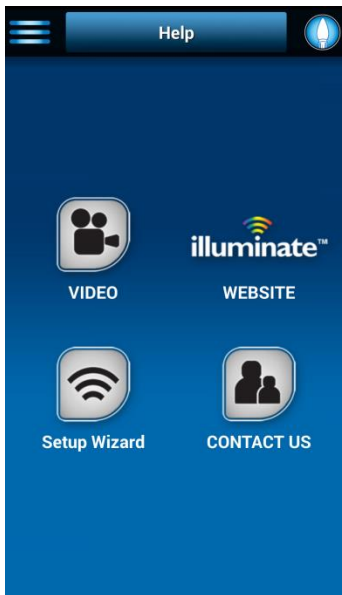 Help
illuminate™
VIDEO
WEBSITE
Setup Wizard
CONTACT US